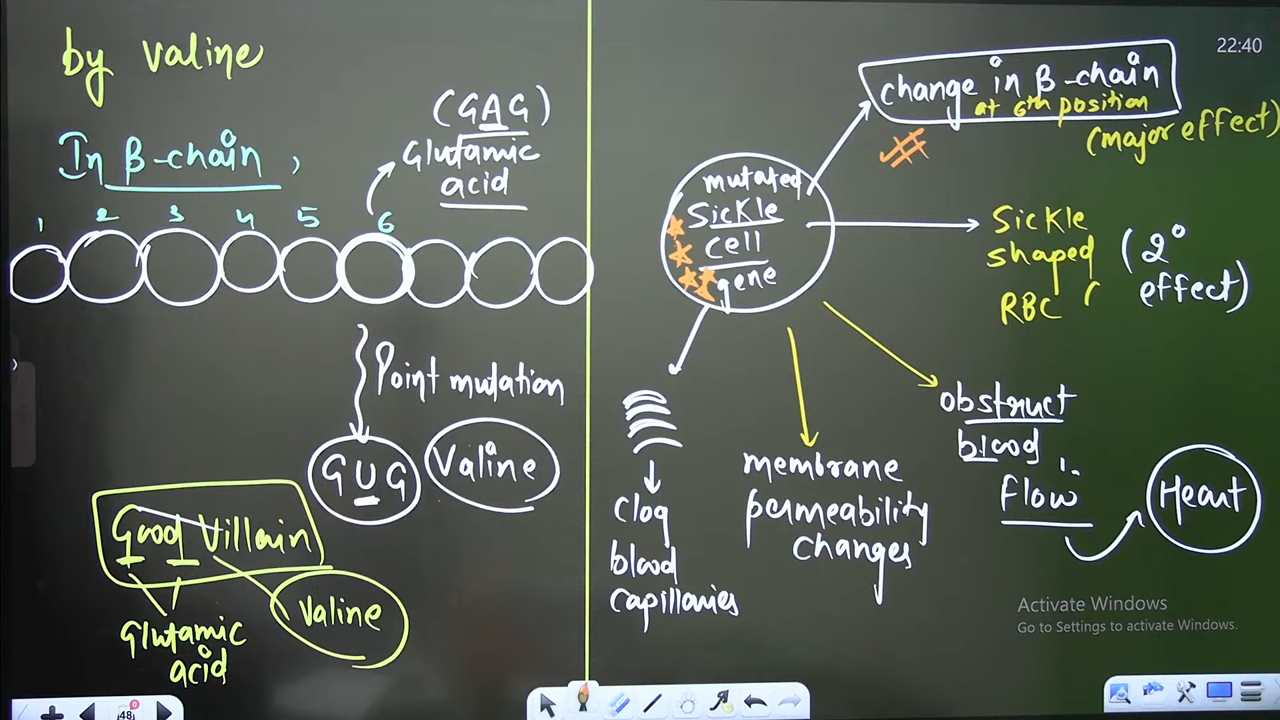 by valine
In B-chain,
(GAG)
Glutamic
acid
1 2 3 4 5 6
Point mutation
GUG
Valine
Good Villain
Glutamic
acid
Valine
22:40
change in B-chain
at 6th position
(major effect)
mutated
Sickle
cell
gene
Sickle
shaped
RBC
(2°
effect)
obstruct
blood
flow
Heart
membrane
permeability
changes
Clog
blood
capillaries
Activate Windows
Go to Settings to activate Windows.
48
0